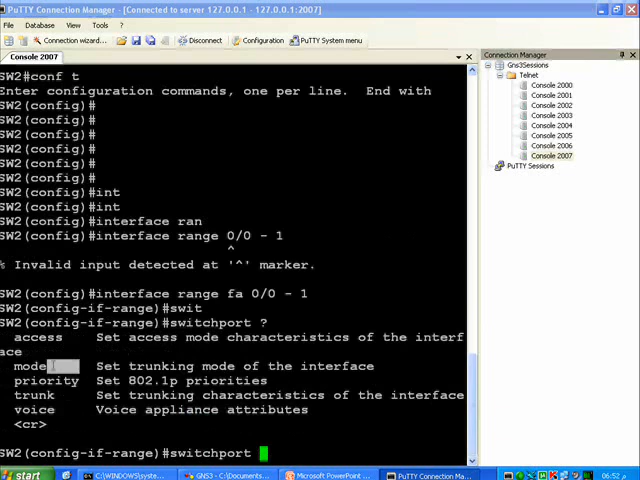 PuTTY Connection Manager - [Connected to server 127.0.0.1 - 127.0.0.1:2007]
File Database View Tools ?
Connection wizard... Disconnect Configuration PuTTY System menu
Console 2007
Connection Manager
SW2#conf t
Enter configuration commands, one per line.  End with
SW2(config)#
SW2(config)#
SW2(config)#
SW2(config)#
SW2(config)#
SW2(config)#
SW2(config)#int
SW2(config)#int
SW2(config)#interface ran
SW2(config)#interface range 0/0 - 1
^
% Invalid input detected at '^' marker.
SW2(config)#interface range fa 0/0 - 1
SW2(config-if-range)#swit
SW2(config-if-range)#switchport ?
access Set access mode characteristics of the interf
ace
mode Set trunking mode of the interface
priority Set 802.1p priorities
trunk Set trunking characteristics of the interface
voice Voice appliance attributes
<cr>
SW2(config-if-range)#switchport
Gns3Sessions
Telnet
Console 2000
Console 2001
Console 2002
Console 2003
Console 2004
Console 2005
Console 2006
Console 2007
PuTTY Sessions
start C:\WINDOWS\syste... GNS3 - C:\Documents... Microsoft PowerPoint ... PuTTY Connection Ma... 06:52